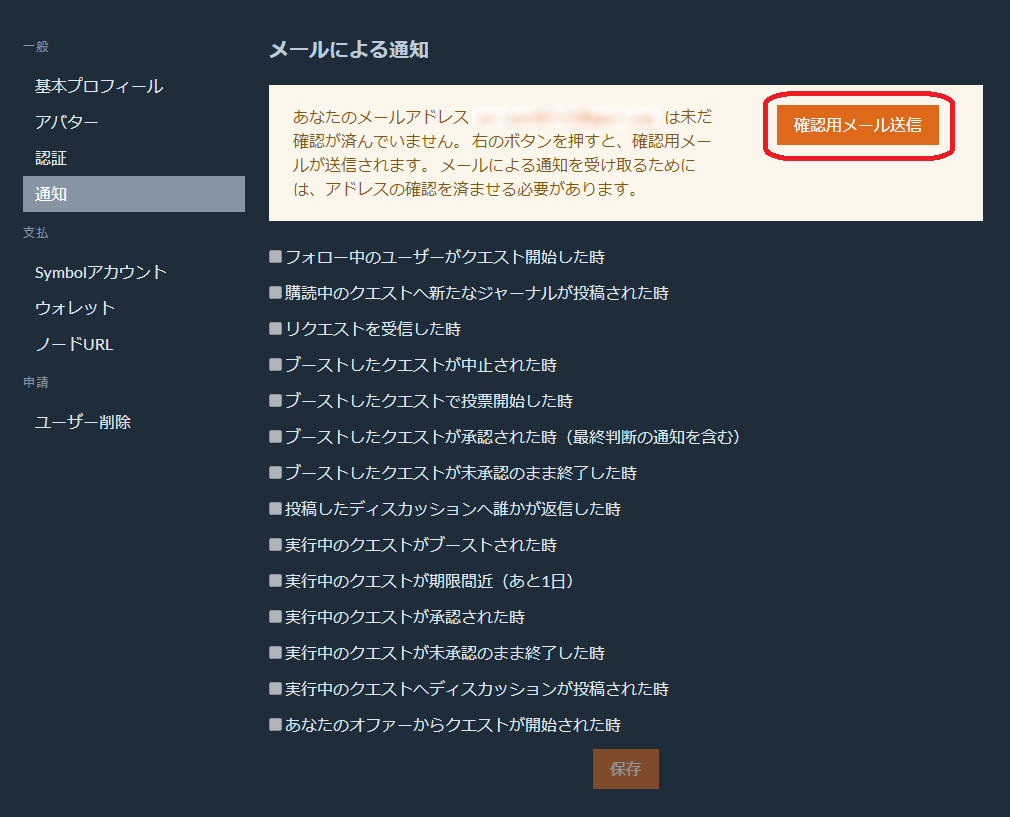 一般
基本プロフィール
アバター
認証
通知
支払
Symbolアカウント
ウォレット
ノードURL
申請
ユーザー削除
メールによる通知
あなたのメールアドレス は未だ
確認が済んでいません。右のボタンを押すと、確認用メー
ルが送信されます。メールによる通知を受け取るために
は、アドレスの確認を済ませる必要があります。
確認用メール送信
フォロー中のユーザーがクエスト開始した時
購読中のクエストへ新たなジャーナルが投稿された時
リクエストを受信した時
ブーストしたクエストが中止された時
ブーストしたクエストで投票開始した時
ブーストしたクエストが承認された時（最終判断の通知を含む）
ブーストしたクエストが未承認のまま終了した時
投稿したディスカッションへ誰かが返信した時
実行中のクエストがブーストされた時
実行中のクエストが期限間近（あと1日）
実行中のクエストが承認された時
実行中のクエストが未承認のまま終了した時
実行中のクエストへディスカッションが投稿された時
あなたのオファーからクエストが開始された時
保存